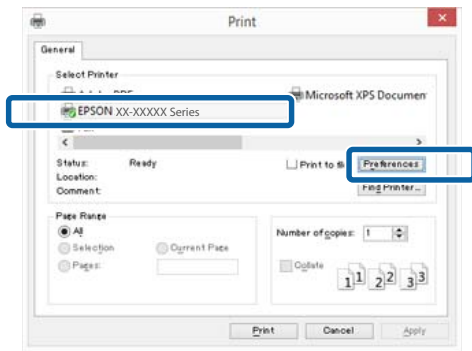 Print
General
Select Printer
Microsoft XPS Documen
EPSON XX-XXXXX Series
Status: Ready
Print to
Preferences
Location:
Comment:
Find Printer...
Page Range
All
Selection
Current Page
Pages:
Number of copies: 1
Collate
1 1 2 2 3 3
Print
Cancel
Apply